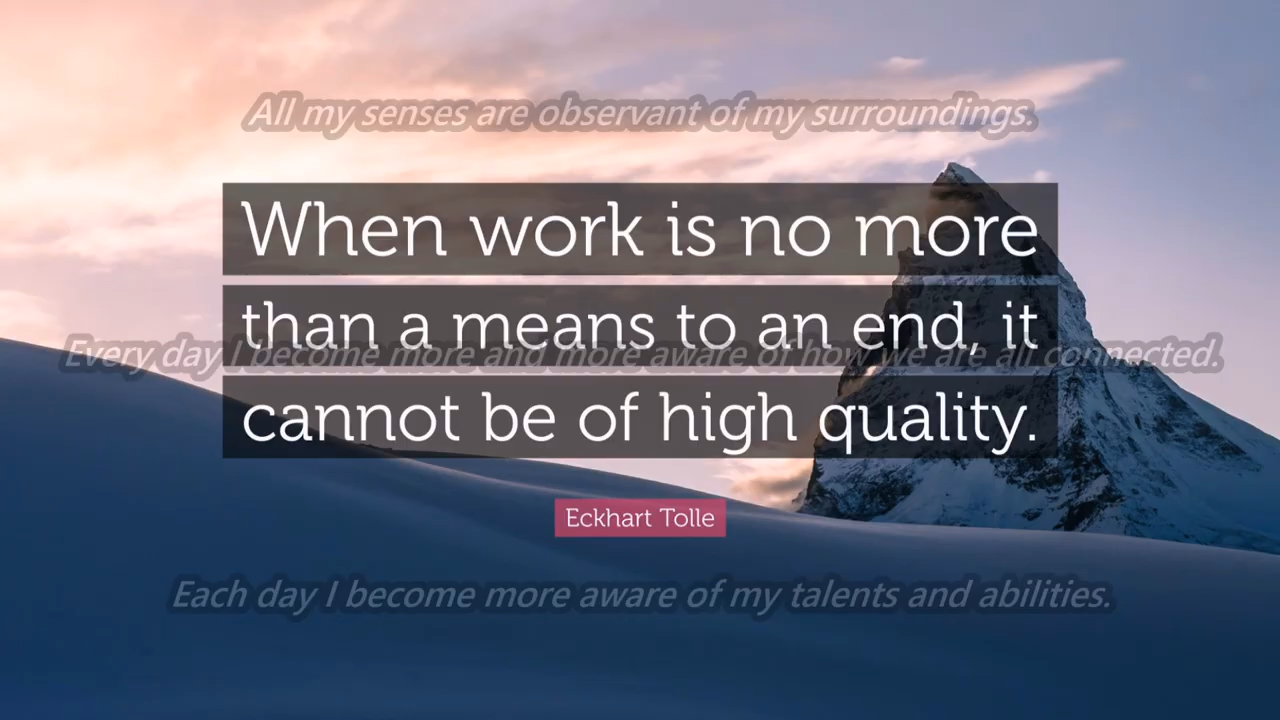 All my senses are observant of my surroundings.
When work is no more
than a means to an end, it
Every day I become more and more aware of how we are all connected.
cannot be of high quality.
Eckhart Tolle
Each day I become more aware of my talents and abilities.